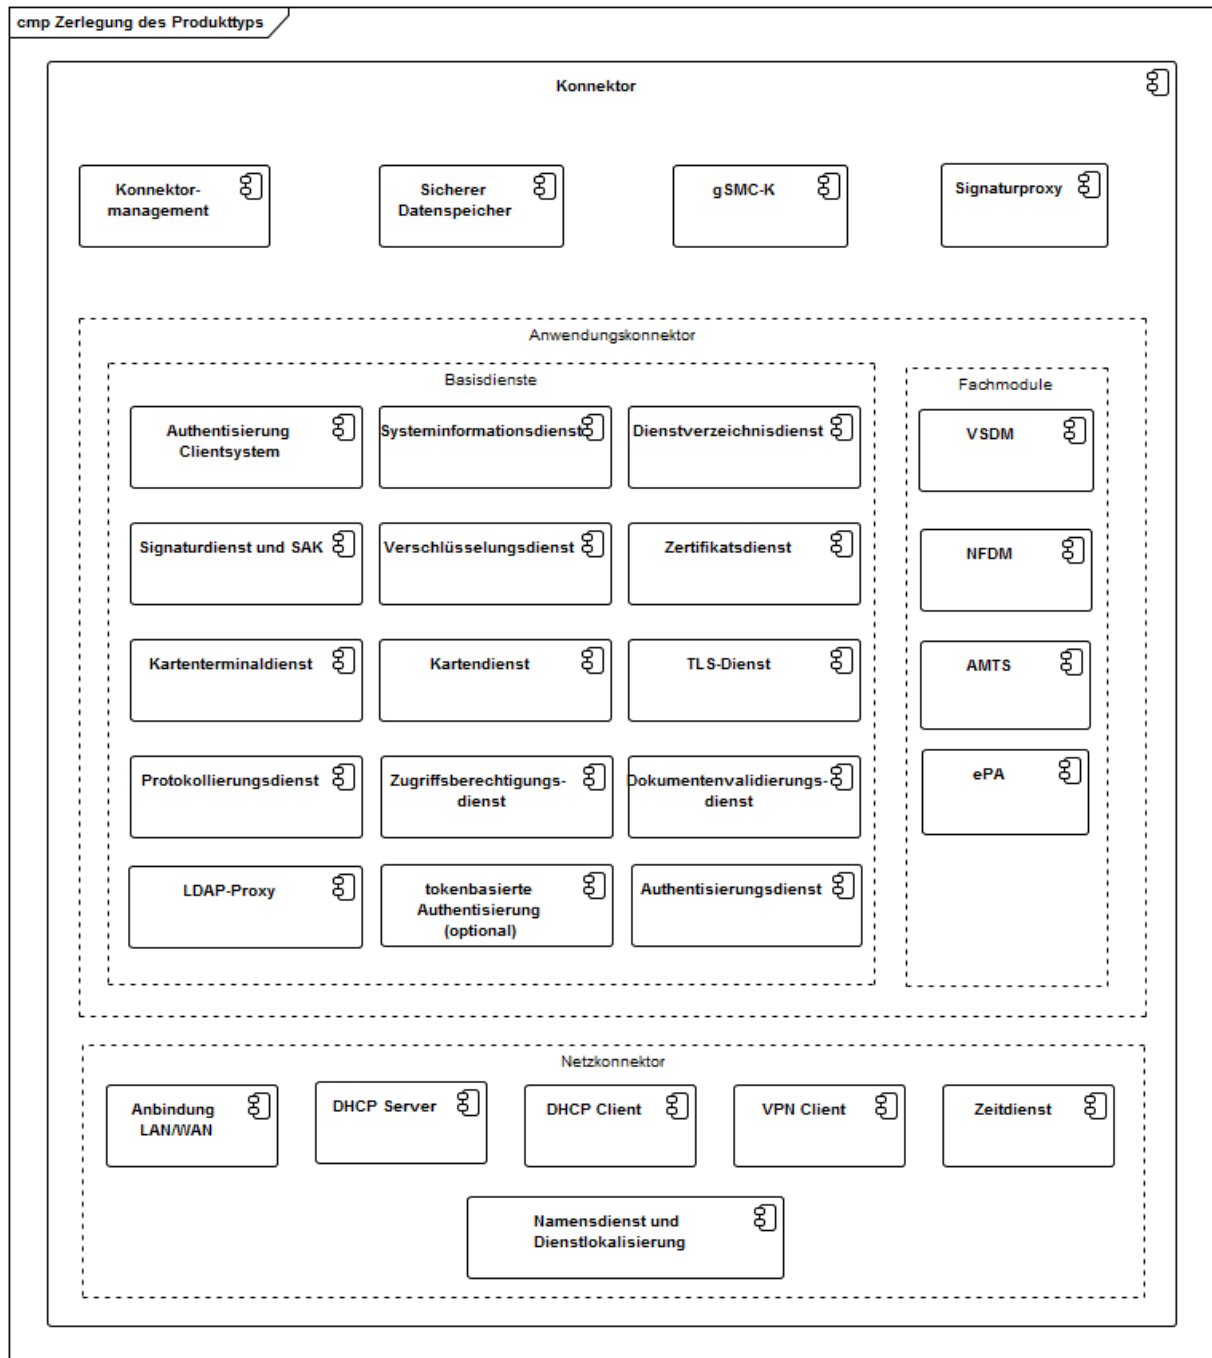 cmp Zerlegung des Produkttyps
Konnektor
Konnektor-
management
Sicherer
Datenspeicher
gSMC-K
Signaturproxy
Anwendungskonnektor
Basisdienste
Authentisierung
Clientsystem
Systeminformationsdienst
Dienstverzeichnisdienst
Signaturdienst und SAK
Verschlüsselungsdienst
Zertifikatsdienst
Kartenterminaldienst
Kartendienst
TLS-Dienst
Protokollierungsdienst
Zugriffsberechtigungs-
dienst
Dokumentenvalidierungs-
dienst
LDAP-Proxy
tokenbasierte
Authentisierung
(optional)
Authentisierungsdienst
Fachmodule
VSDM
NFDM
AMTS
ePA
Netzkonnektor
Anbindung
LAN/WAN
DHCP Server
DHCP Client
VPN Client
Zeitdienst
Namensdienst und
Dienstlokalisierung